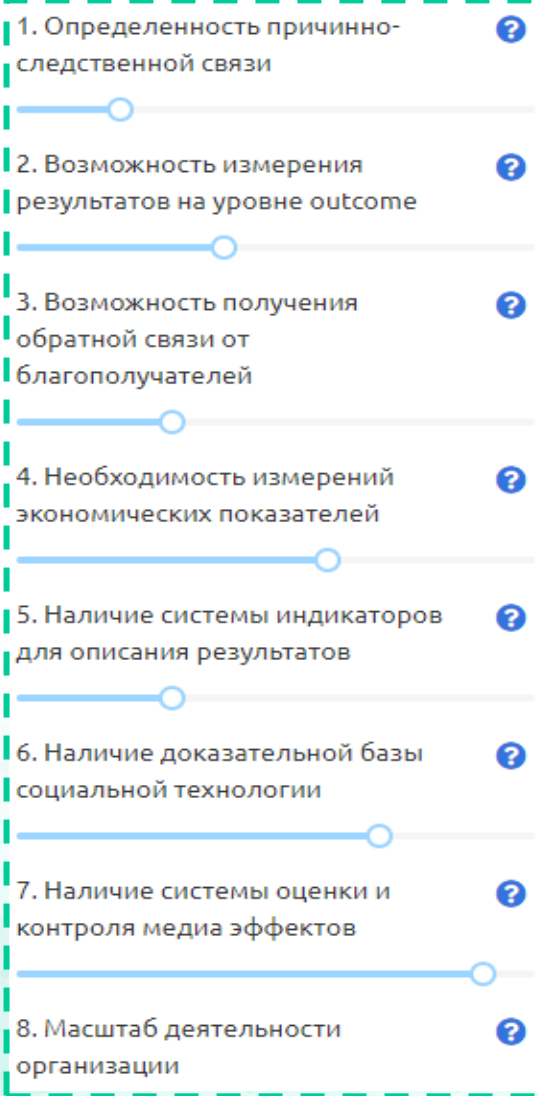 1. Определенность причинно-
следственной связи
?
2. Возможность измерения
результатов на уровне outcome
?
3. Возможность получения
обратной связи от
благополучателей
?
4. Необходимость измерений
экономических показателей
?
5. Наличие системы индикаторов
для описания результатов
?
6. Наличие доказательной базы
социальной технологии
?
7. Наличие системы оценки и
контроля медиа эффектов
?
8. Масштаб деятельности
организации
?